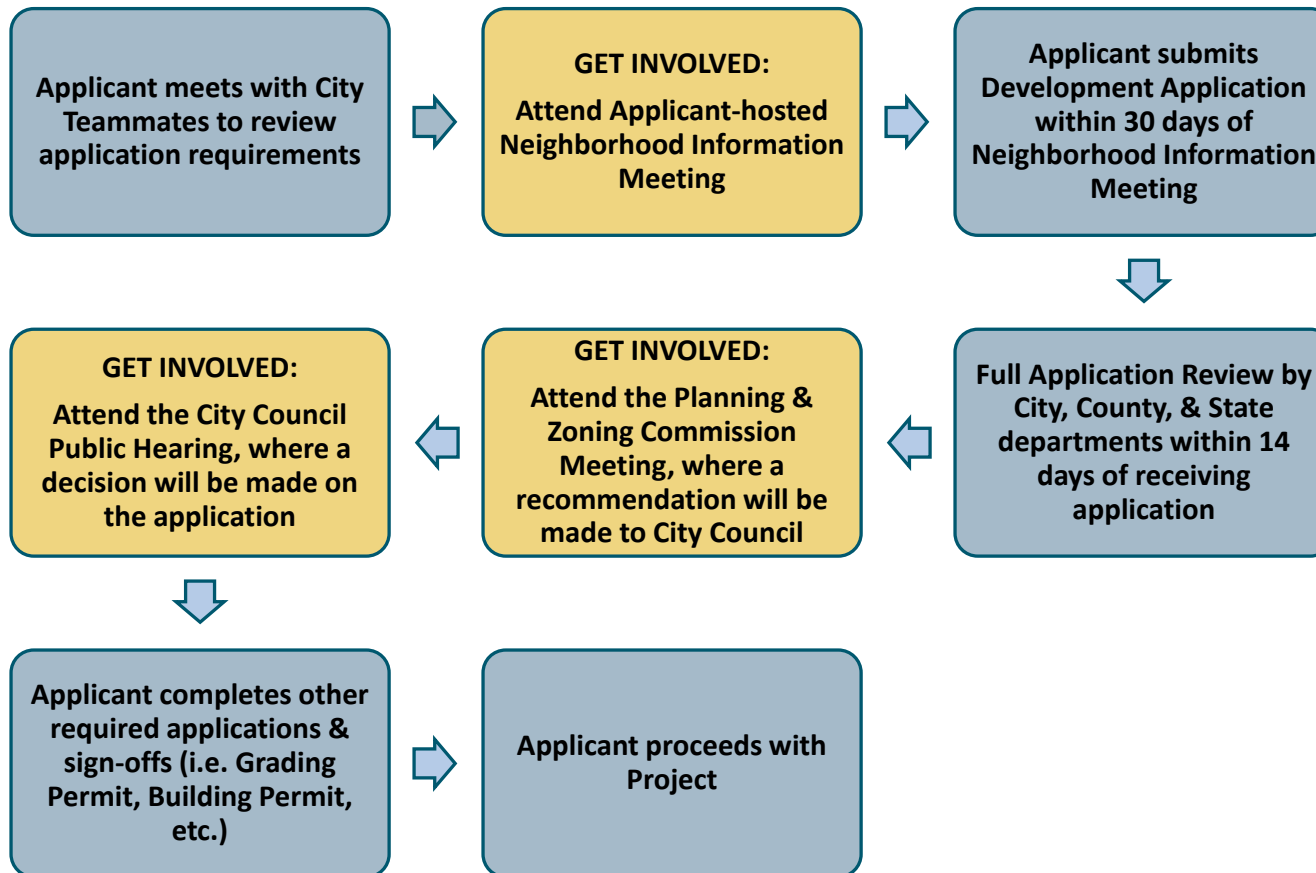 Applicant meets with City
Teammates to review
application requirements
GET INVOLVED:
Attend Applicant-hosted
Neighborhood Information
Meeting
Applicant submits
Development Application
within 30 days of
Neighborhood Information
Meeting
Full Application Review by
City, County, & State
departments within 14
days of receiving
application
GET INVOLVED:
Attend the Planning &
Zoning Commission
Meeting, where a
recommendation will be
made to City Council
GET INVOLVED:
Attend the City Council
Public Hearing, where a
decision will be made on
the application
Applicant completes other
required applications &
sign-offs (i.e. Grading
Permit, Building Permit,
etc.)
Applicant proceeds with
Project